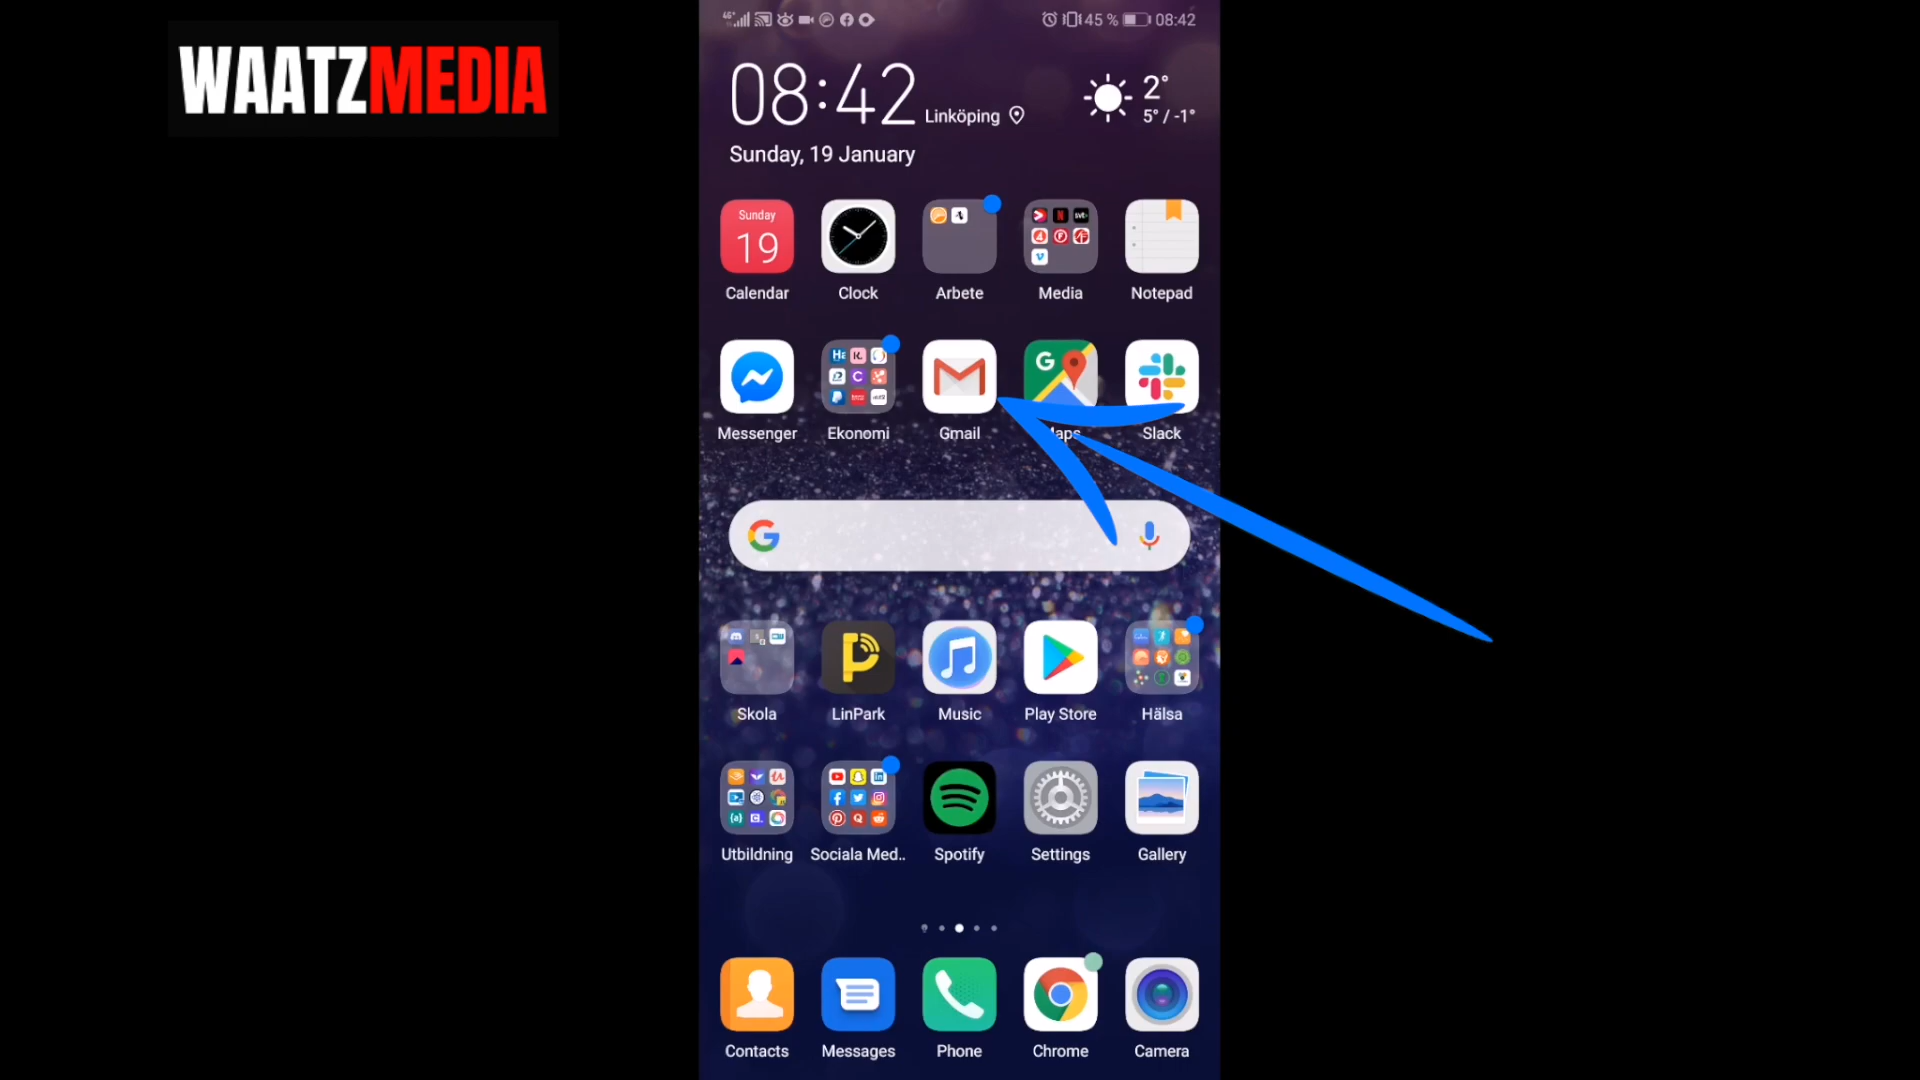 WAATZMEDIA
45 % 08:42
08:42 Linköping 2°
5° / -1°
Sunday, 19 January
Sunday
19
Calendar Clock Arbete Media Notepad
Messenger Ekonomi Gmail Maps Slack
G
Skola LinPark Music Play Store Hälsa
Utbildning Sociala Med.. Spotify Settings Gallery
Contacts Messages Phone Chrome Camera